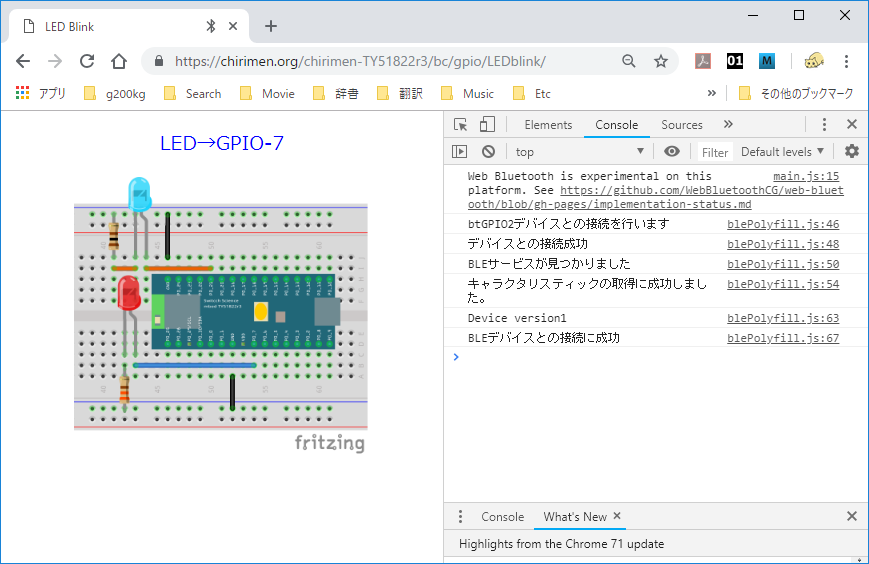 LED Blink
https://chirimen.org/chirimen-TY51822r3/bc/gpio/LEDblink/
01
M
アプリ g200kg Search Movie 辞書 翻訳 Music Etc » その他のブックマーク
LED→GPIO-7
fritzing
Elements Console Sources »
top Filter Default levels
Web Bluetooth is experimental on this main.js:15
platform. See https://github.com/WebBluetoothCG/web-bluet
ooth/blob/gh-pages/implementation-status.md
btGPIO2デバイスとの接続を行います blePolyfill.js:46
デバイスとの接続成功 blePolyfill.js:48
BLEサービスが見つかりました blePolyfill.js:50
キャラクタリスティックの取得に成功しまし blePolyfill.js:54
た。
Device version1 blePolyfill.js:63
BLEデバイスとの接続に成功 blePolyfill.js:67
Console What's New
Highlights from the Chrome 71 update